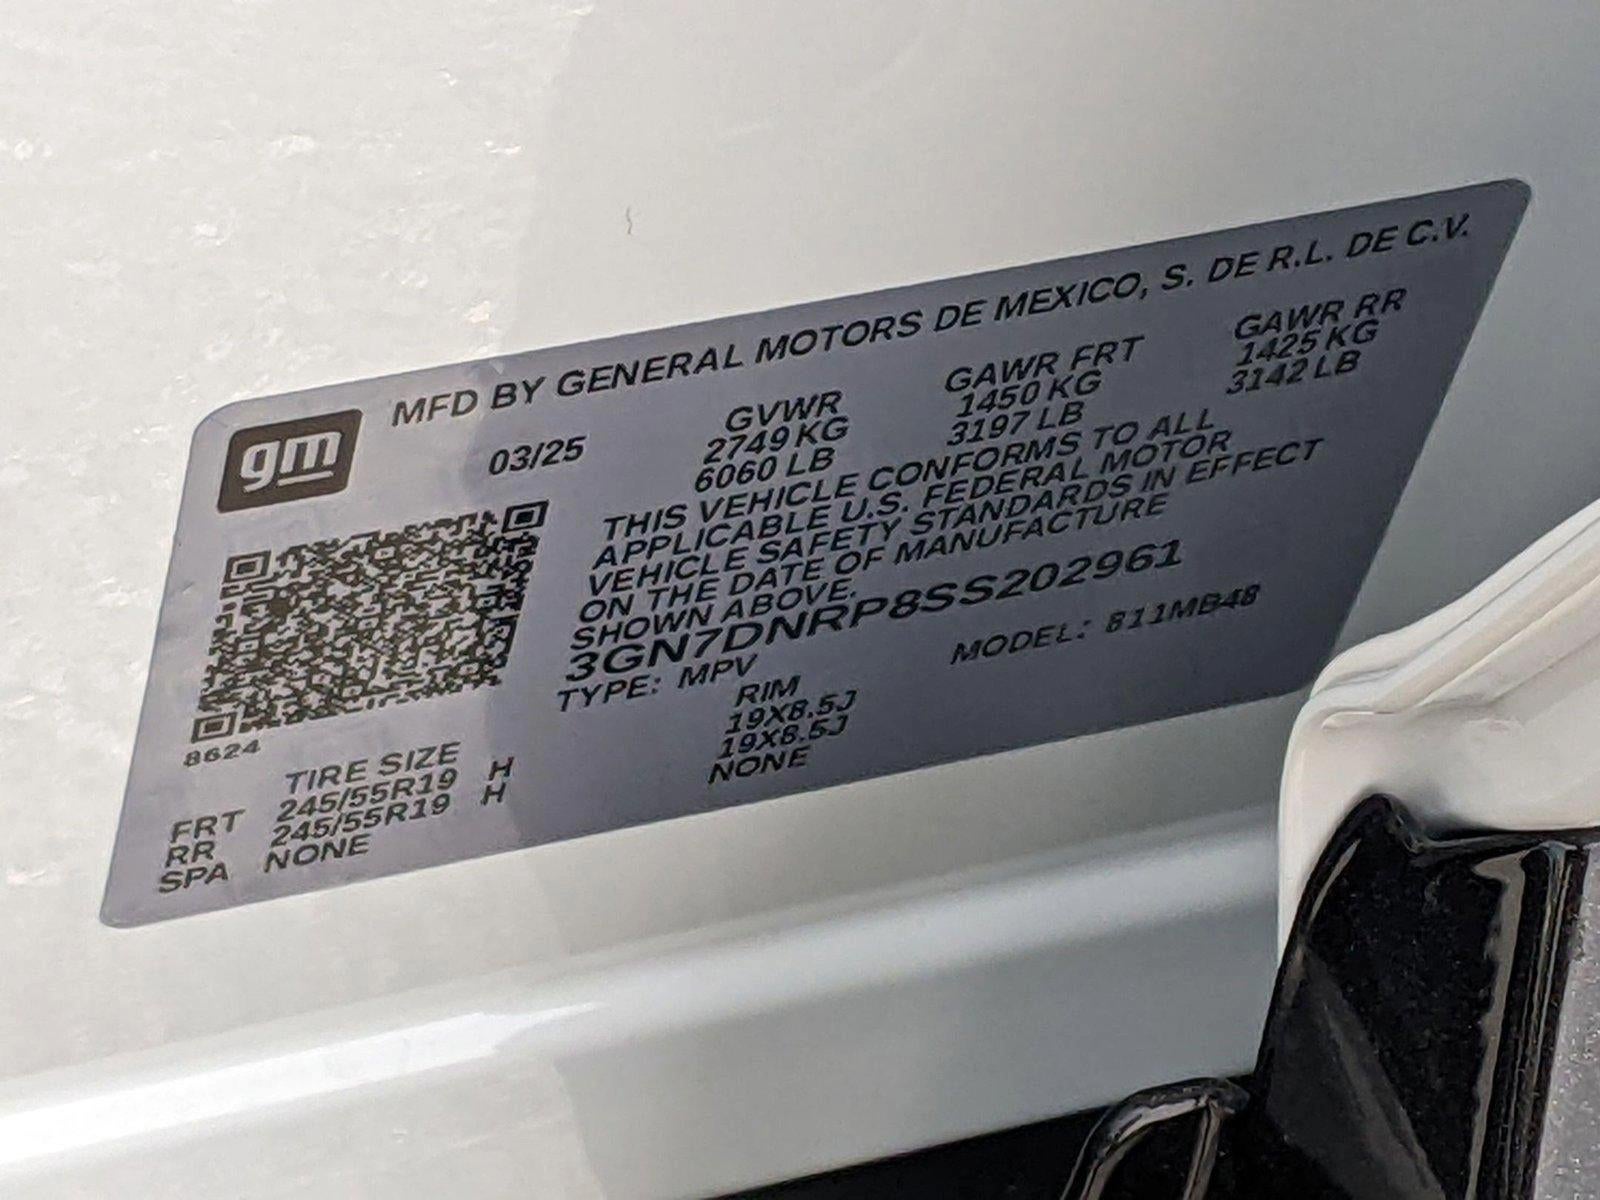 gm
MFD BY GENERAL MOTORS DE MEXICO, S. DE R.L. DE C.V.
03/25
GVWR GAWR FRT GAWR RR
2749 KG 1450 KG 1425 KG
6060 LB 3197 LB 3142 LB
THIS VEHICLE CONFORMS TO ALL
APPLICABLE U.S. FEDERAL MOTOR
VEHICLE SAFETY STANDARDS IN EFFECT
ON THE DATE OF MANUFACTURE
SHOWN ABOVE.
3GN7DNRP8SS202961
TYPE: MPV MODEL: 811MB48
8624
TIRE SIZE RIM
FRT 245/55R19 H 19X8.5J
RR 245/55R19 H 19X8.5J
SPA NONE NONE